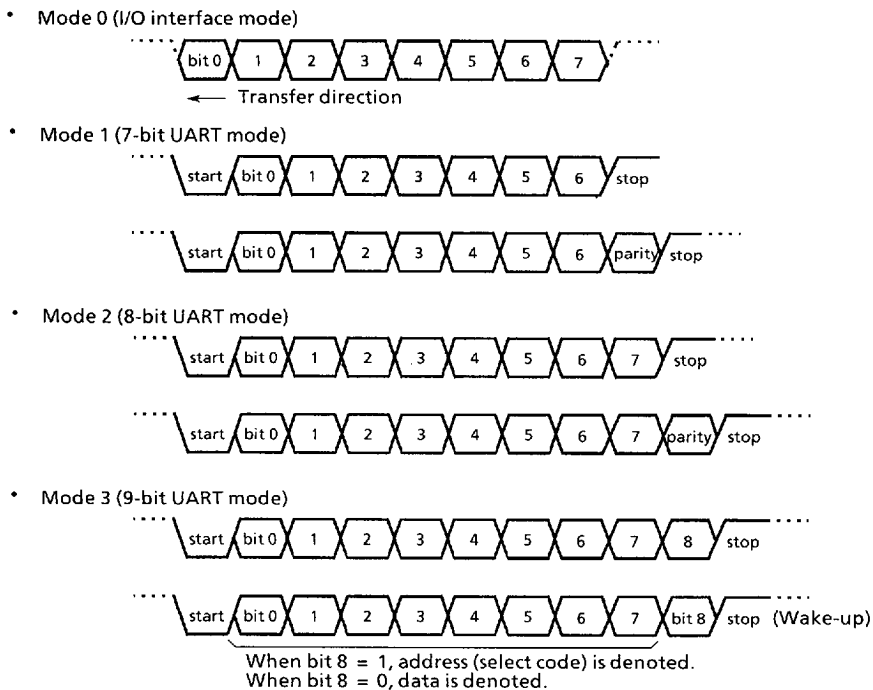 • Mode 0 (I/O interface mode)
bit 0 1 2 3 4 5 6 7
← Transfer direction
• Mode 1 (7-bit UART mode)
start bit 0 1 2 3 4 5 6 stop
start bit 0 1 2 3 4 5 6 parity stop
• Mode 2 (8-bit UART mode)
start bit 0 1 2 3 4 5 6 7 stop
start bit 0 1 2 3 4 5 6 7 parity stop
• Mode 3 (9-bit UART mode)
start bit 0 1 2 3 4 5 6 7 8 stop
start bit 0 1 2 3 4 5 6 7 bit 8 stop (Wake-up)
When bit 8 = 1, address (select code) is denoted.
When bit 8 = 0, data is denoted.